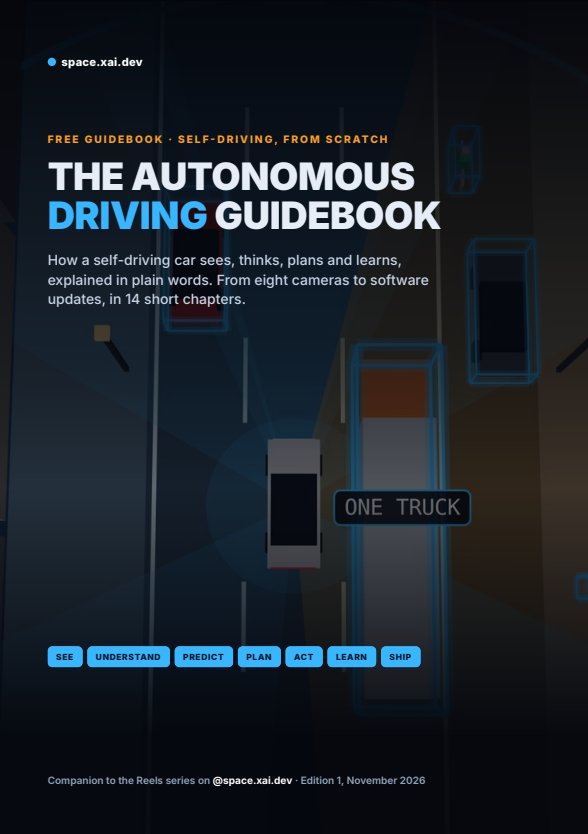 space.xai.dev
FREE GUIDEBOOK · SELF-DRIVING, FROM SCRATCH
THE AUTONOMOUS
DRIVING GUIDEBOOK
How a self-driving car sees, thinks, plans and learns,
explained in plain words. From eight cameras to software
updates, in 14 short chapters.
ONE TRUCK
SEE UNDERSTAND PREDICT PLAN ACT LEARN SHIP
Companion to the Reels series on @space.xai.dev · Edition 1, November 2026